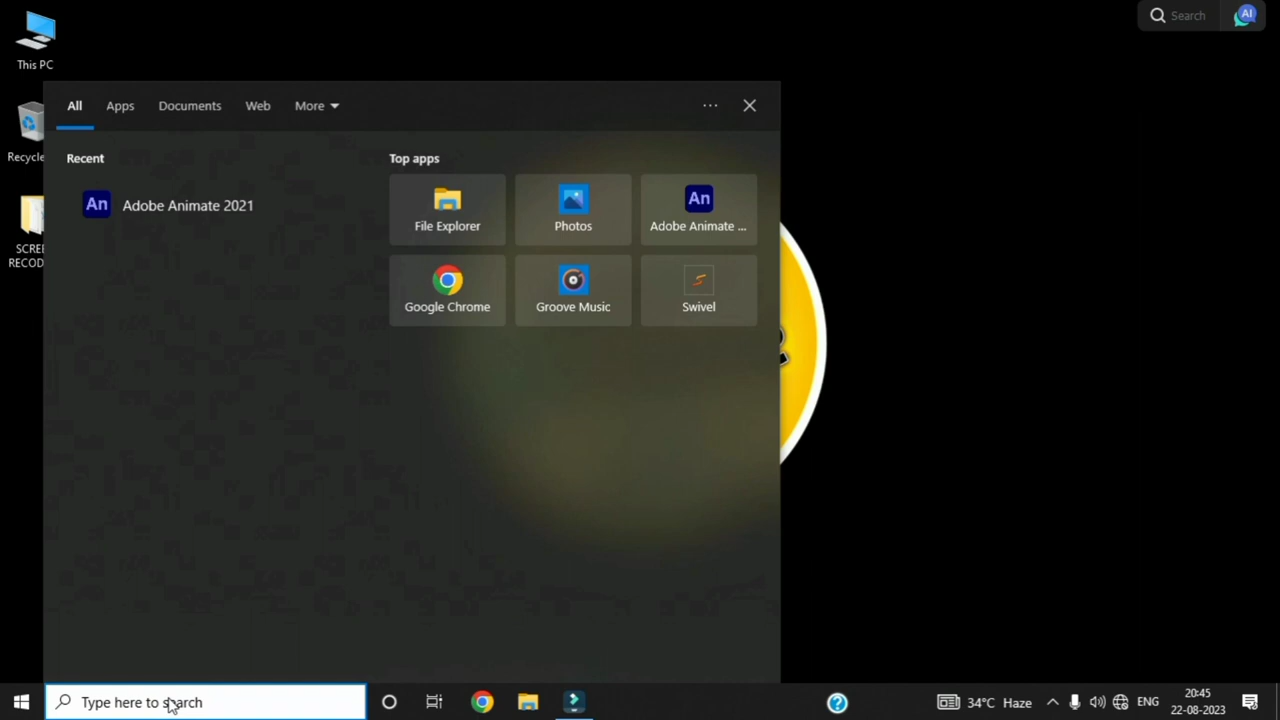 Search
AI
This PC
Recycle
SCREE
RECOD
All Apps Documents Web More
Recent
An Adobe Animate 2021
Top apps
File Explorer
Photos
An
Adobe Animate ...
Google Chrome
Groove Music
Swivel
Type here to search
34°C Haze
ENG
20:45
22-08-2023